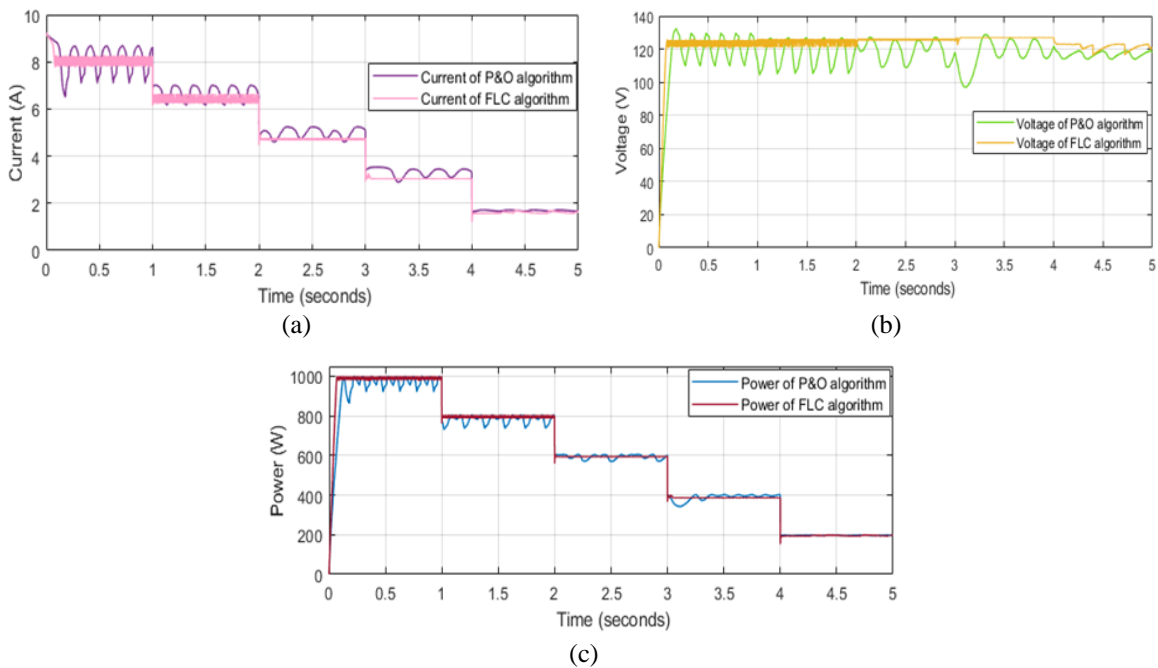 10
8
6
4
2
0
Current (A)
Current of P&O algorithm
Current of FLC algorithm
0 0.5 1 1.5 2 2.5 3 3.5 4 4.5 5
Time (seconds)
(a)
140
120
100
80
60
40
20
0
Voltage (V)
Voltage of P&O algorithm
Voltage of FLC algorithm
0 0.5 1 1.5 2 2.5 3 3.5 4 4.5 5
Time (seconds)
(b)
1000
800
600
400
200
0
Power (W)
Power of P&O algorithm
Power of FLC algorithm
0 0.5 1 1.5 2 2.5 3 3.5 4 4.5 5
Time (seconds)
(c)